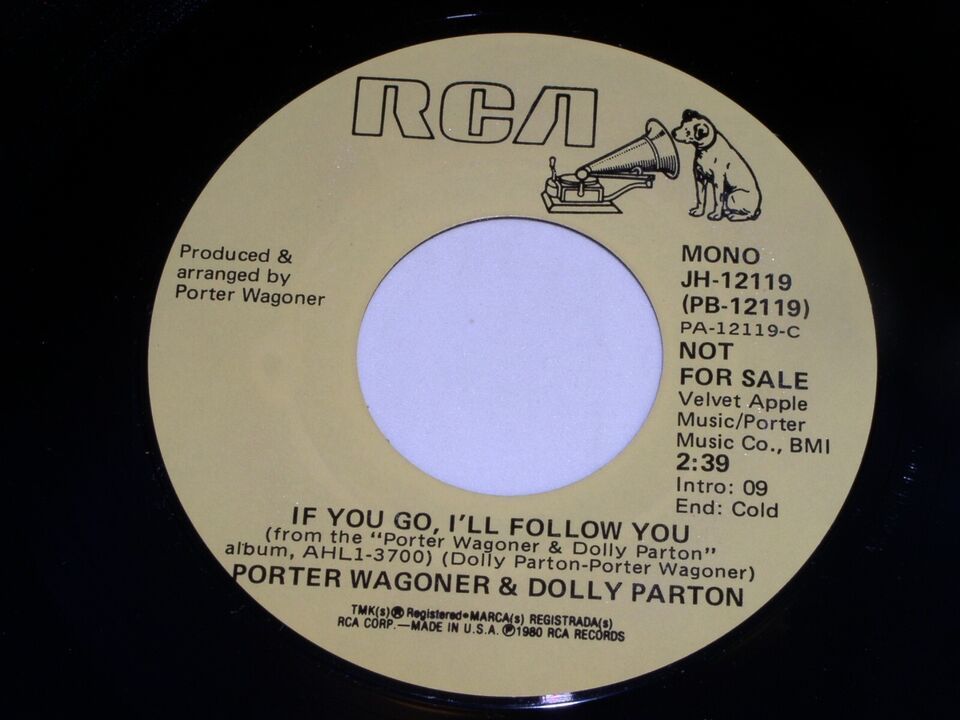 RCA
Produced &
arranged by
Porter Wagoner
MONO
JH-12119
(PB-12119)
PA-12119-C
NOT
FOR SALE
Velvet Apple
Music/Porter
Music Co., BMI
2:39
Intro: 09
End: Cold
IF YOU GO, I'LL FOLLOW YOU
(from the "Porter Wagoner & Dolly Parton"
album, AHL1-3700) (Dolly Parton-Porter Wagoner)
PORTER WAGONER & DOLLY PARTON
TMK(s) ® Registered • MARCA(s) REGISTRADA(s)
RCA CORP.—MADE IN U.S.A. ℗1980 RCA RECORDS